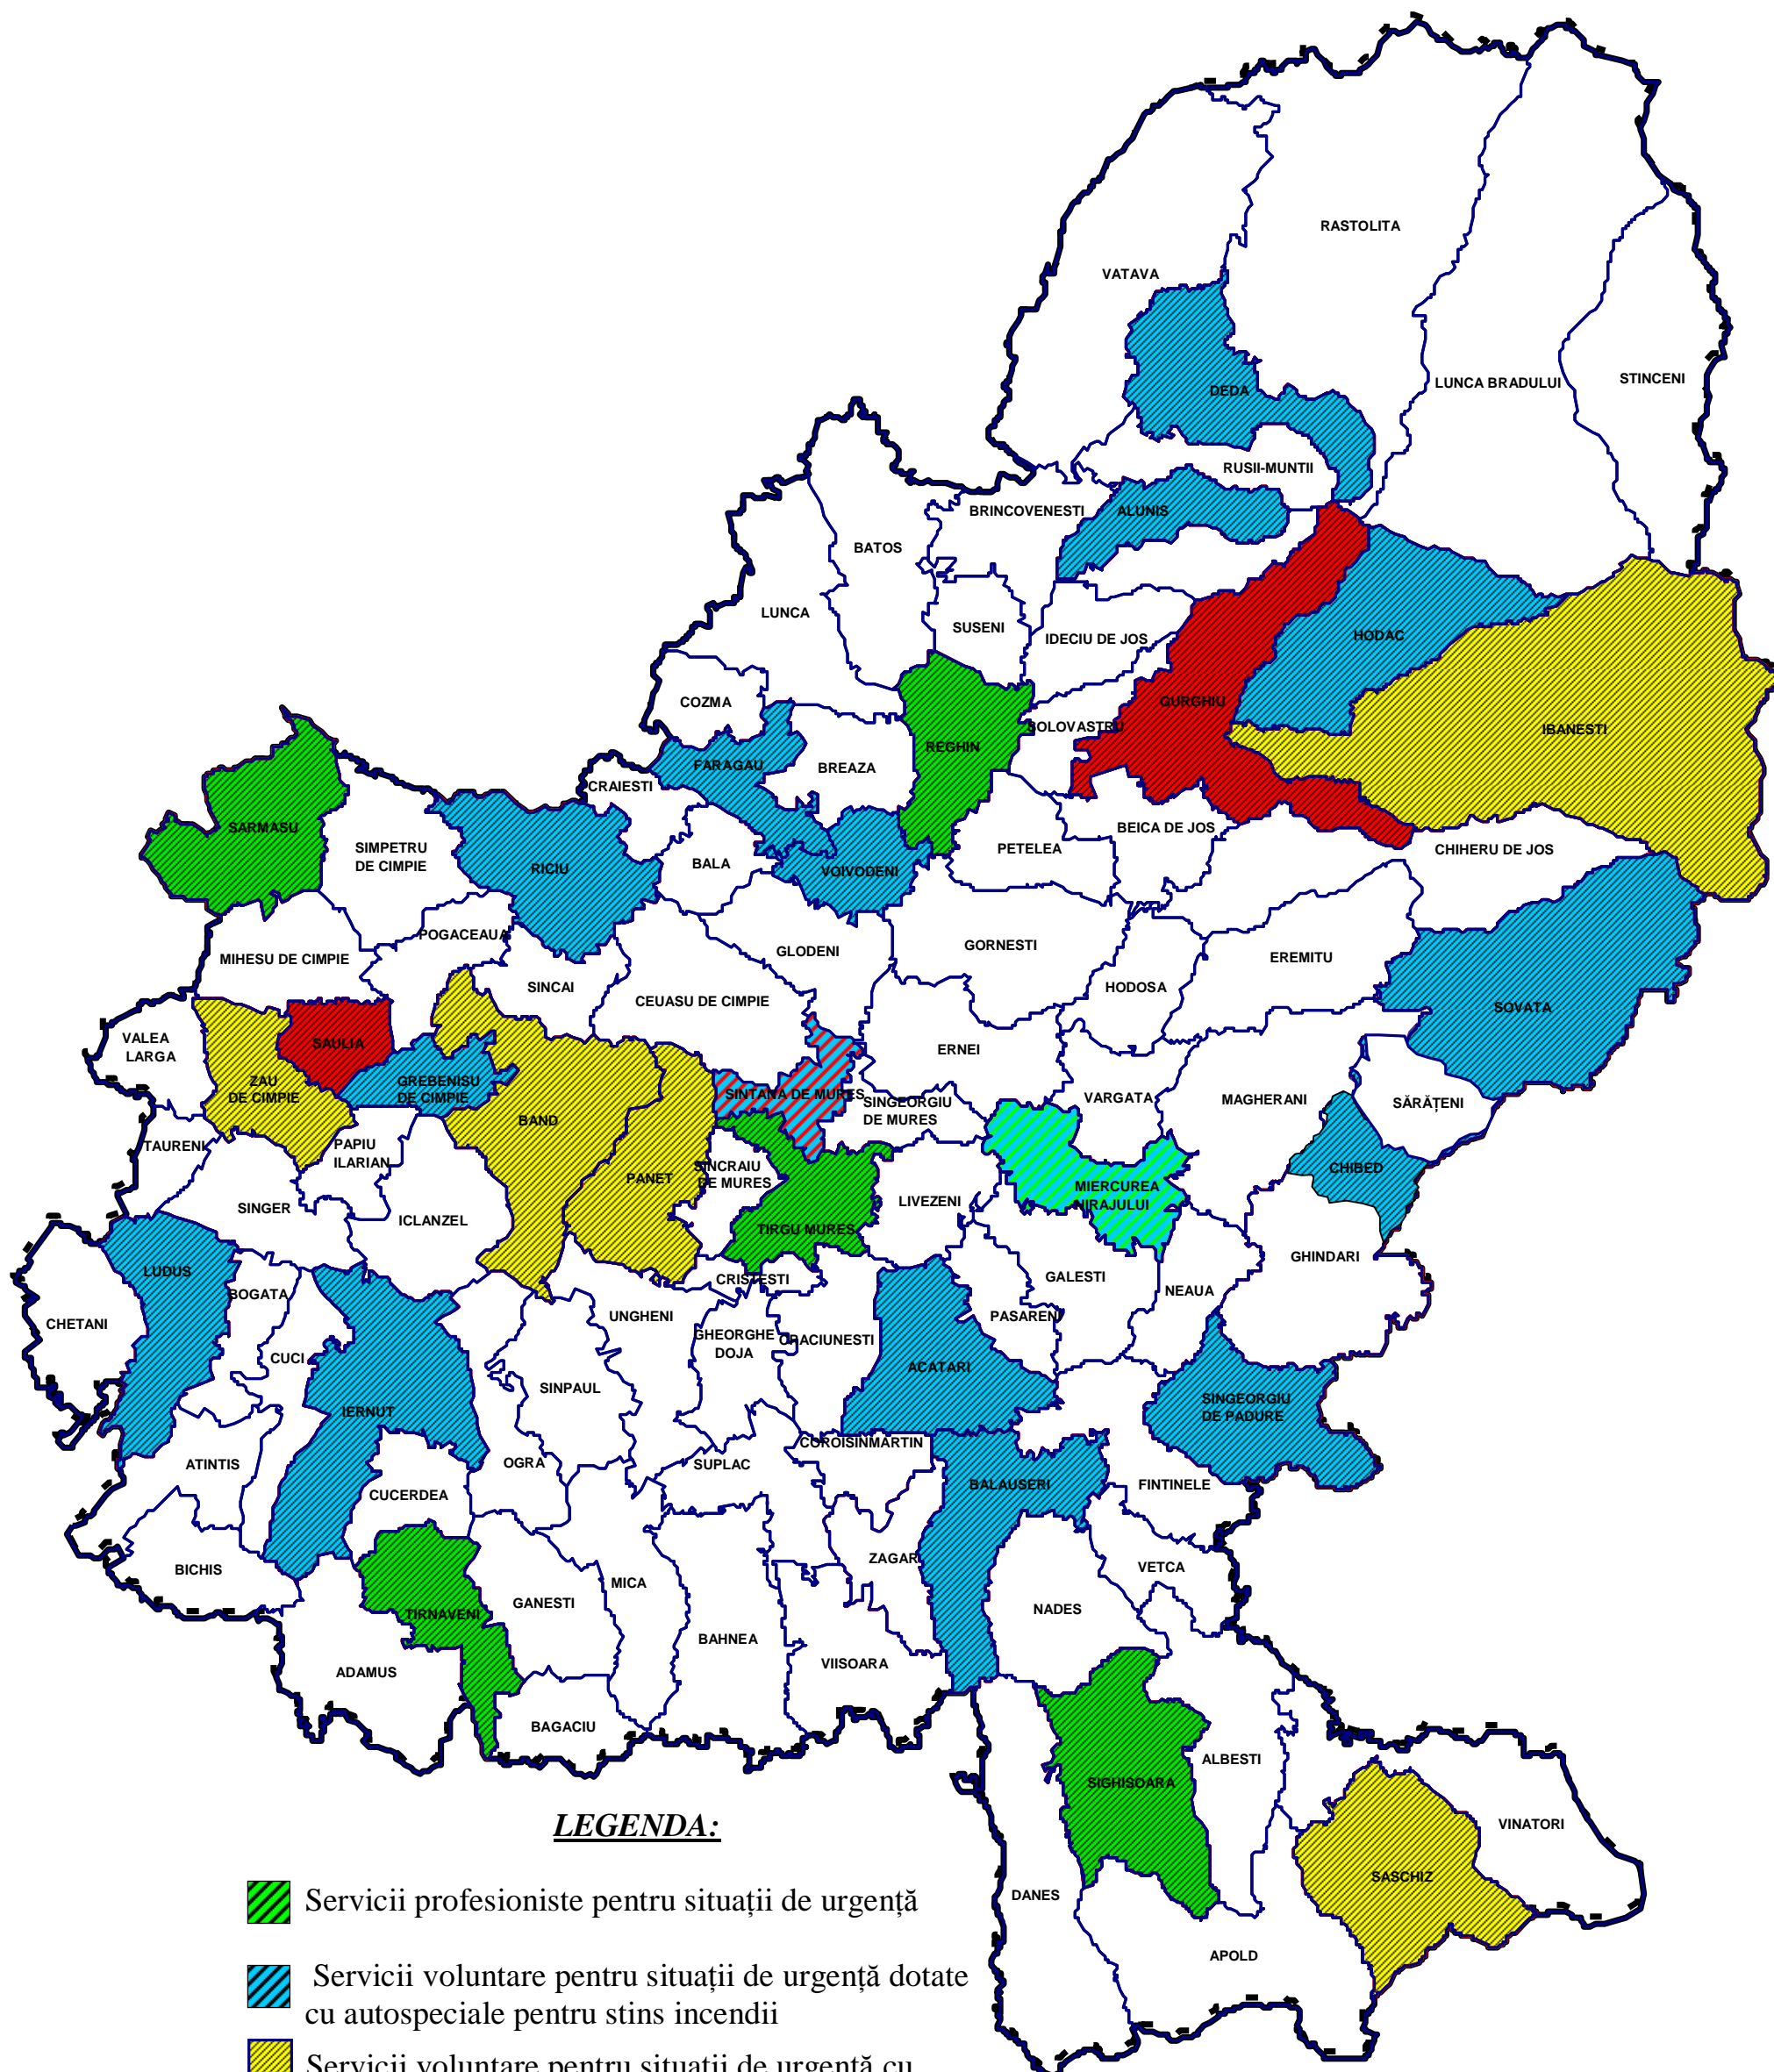 RASTOLITA
VATAVA
LUNCA BRADULUI
STINCENI
DEDA
RUSII-MUNTII
BRINCOVENESTI
ALUNIS
BATOS
LUNCA
SUSENI
IDECIU DE JOS
HODAC
COZMA
GURGHIU
SOLOVASTRU
IBANESTI
REGHIN
FARAGAU
BREAZA
CRAIESTI
SARMASU
BEICA DE JOS
SIMPETRU
DE CIMPIE
PETELEA
CHIHERU DE JOS
BALA
RICIU
VOIVODENI
POGACEAUA
MIHESU DE CIMPIE
GLODENI
GORNESTI
EREMITU
SINCAI
CEUASU DE CIMPIE
HODOSA
SOVATA
VALEA
LARGA
SAULIA
ERNEI
ZAU
DE CIMPIE
GREBENISU
DE CIMPIE
SINTANA DE MURES
SINGEORGIU
DE MURES
VARGATA
MAGHERANI
SĂRĂȚENI
BAND
TAURENI
PAPIU
ILARIAN
SINCRAIU
DE MURES
PANET
CHIBED
MIERCUREA
NIRAJULUI
LIVEZENI
SINGER
ICLANZEL
TIRGU MURES
GHINDARI
LUDUS
CRISTESTI
GALESTI
BOGATA
NEAUA
CHETANI
UNGHENI
PASARENI
GHEORGHE
DOJA
CRACIUNESTI
CUCI
ACATARI
SINPAUL
SINGEORGIU
DE PADURE
IERNUT
COROISINMARTIN
ATINTIS
OGRA
SUPLAC
BALAUSERI
FINTINELE
CUCERDEA
ZAGAR
BICHIS
VETCA
MICA
GANESTI
NADES
TIRNAVENI
BAHNEA
VIISOARA
ADAMUS
BAGACIU
ALBESTI
SIGHISOARA
VINATORI
SASCHIZ
DANES
APOLD
LEGENDA:
Servicii profesioniste pentru situații de urgență
Servicii voluntare pentru situații de urgență dotate
cu autospeciale pentru stins incendii
Servicii voluntare pentru situații de urgență cu